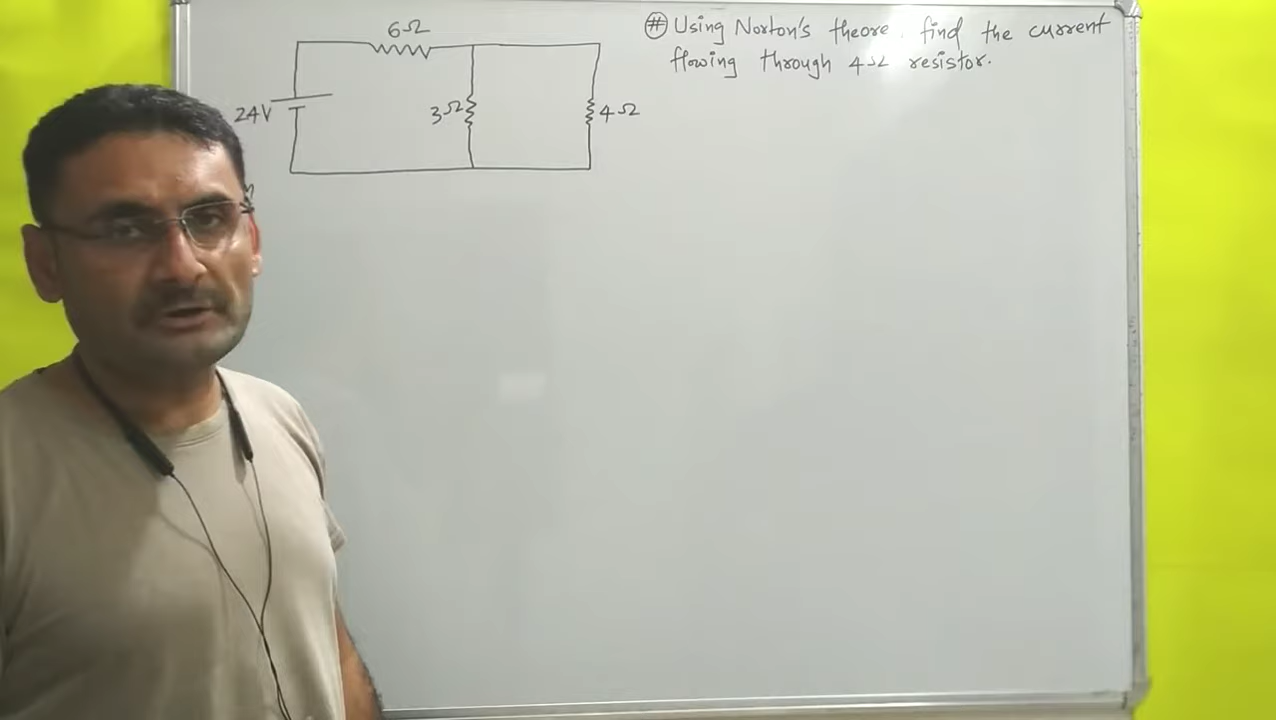 6Ω
24V
3Ω
4Ω
# Using Norton's theore find the current
flowing through 4Ω resistor.